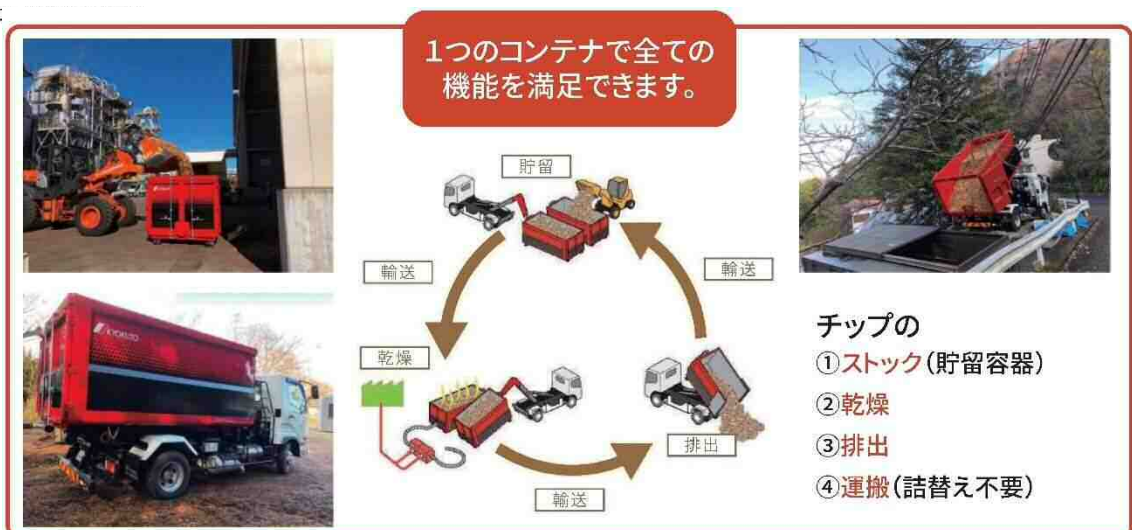 1つのコンテナで全ての
機能を満足できます。
貯留
輸送
輸送
乾燥
排出
輸送
KYOKUTO
チップの
①ストック(貯留容器)
②乾燥
③排出
④運搬(詰替え不要)